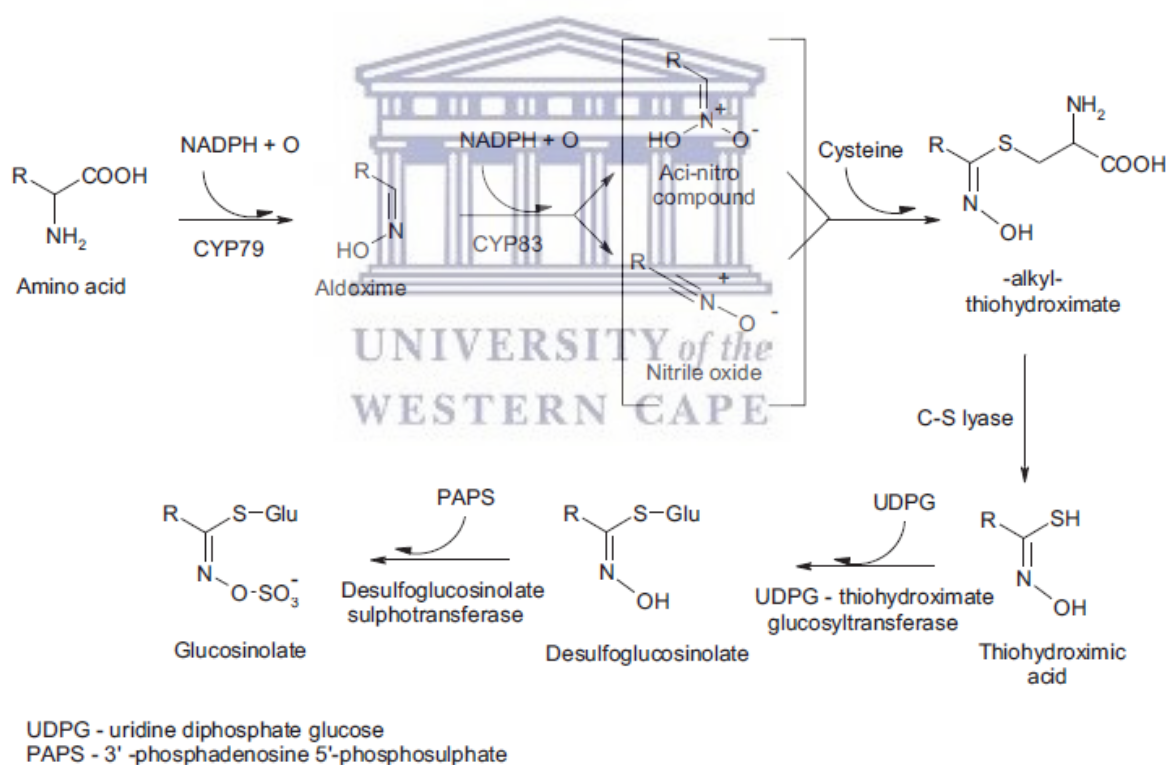 NADPH + O
R
COOH
NH2
CYP79
Amino acid
R
N
HO
Aldoxime
NADPH + O
CYP83
R
N
+
HO
O-
Aci-nitro
compound
R
N
+
O
-
Nitrile oxide
Cysteine
R
S
NH2
COOH
N
OH
-alkyl-
thiohydroximate
UNIVERSITY of the
WESTERN CAPE
C-S lyase
R
SH
N
OH
Thiohydroximic
acid
UDPG
UDPG - thiohydroximate
glucosyltransferase
R
S-Glu
N
OH
Desulfoglucosinolate
PAPS
Desulfoglucosinolate
sulphotransferase
R
S-Glu
N
O-SO3-
Glucosinolate
UDPG - uridine diphosphate glucose
PAPS - 3' -phosphadenosine 5'-phosphosulphate